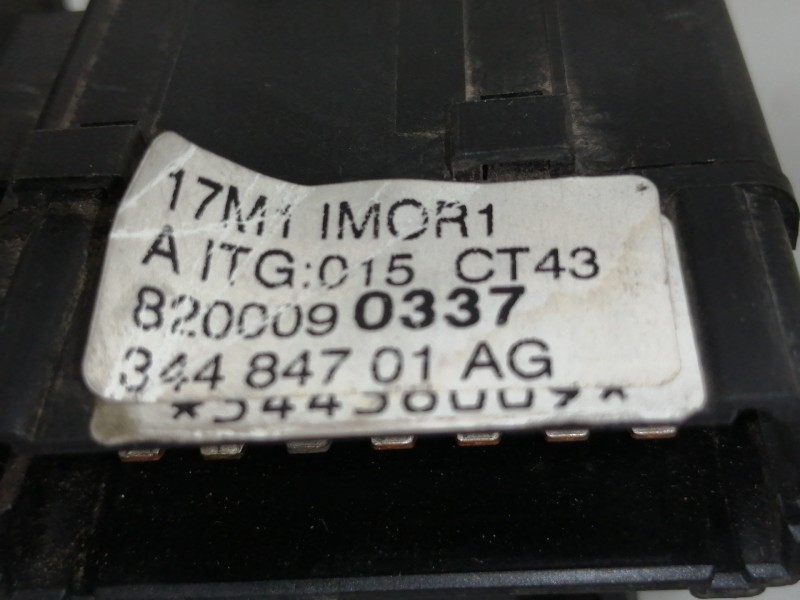 17M1 IMOR1
A ITG:015 CT43
8200090337
344 847 01 AG